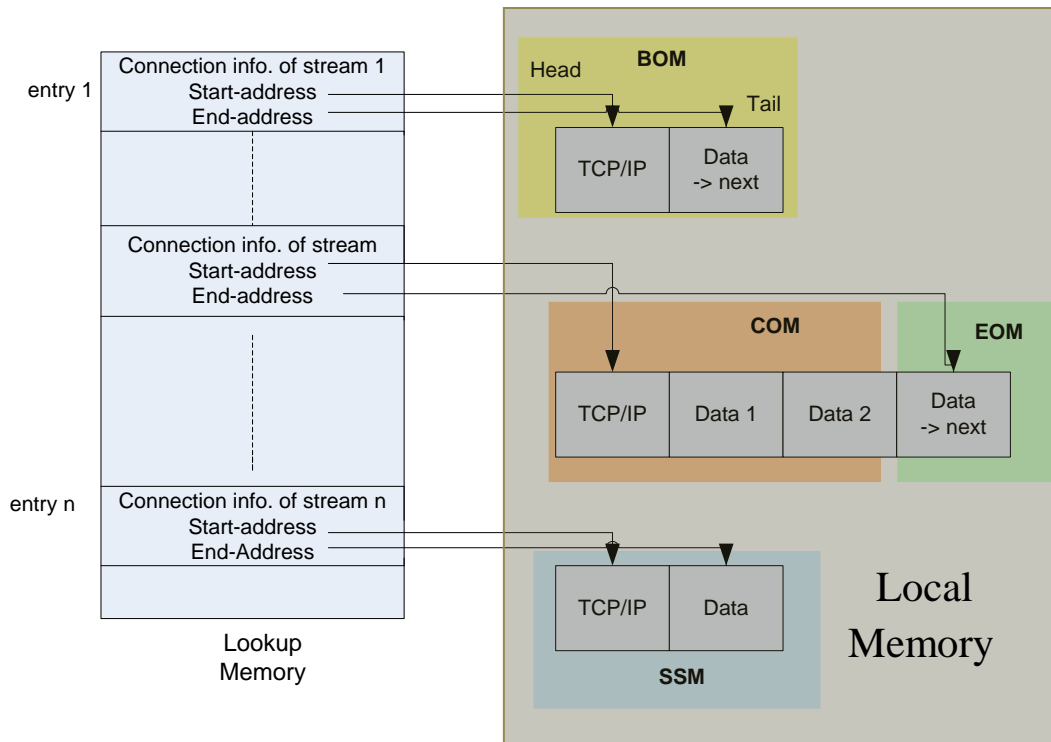 entry 1
Connection info. of stream 1
Start-address
End-address
Connection info. of stream
Start-address
End-address
entry n
Connection info. of stream n
Start-address
End-Address
Lookup
Memory
BOM
Head
Tail
TCP/IP
Data
-> next
COM
EOM
TCP/IP
Data 1
Data 2
Data
-> next
TCP/IP
Data
SSM
Local
Memory